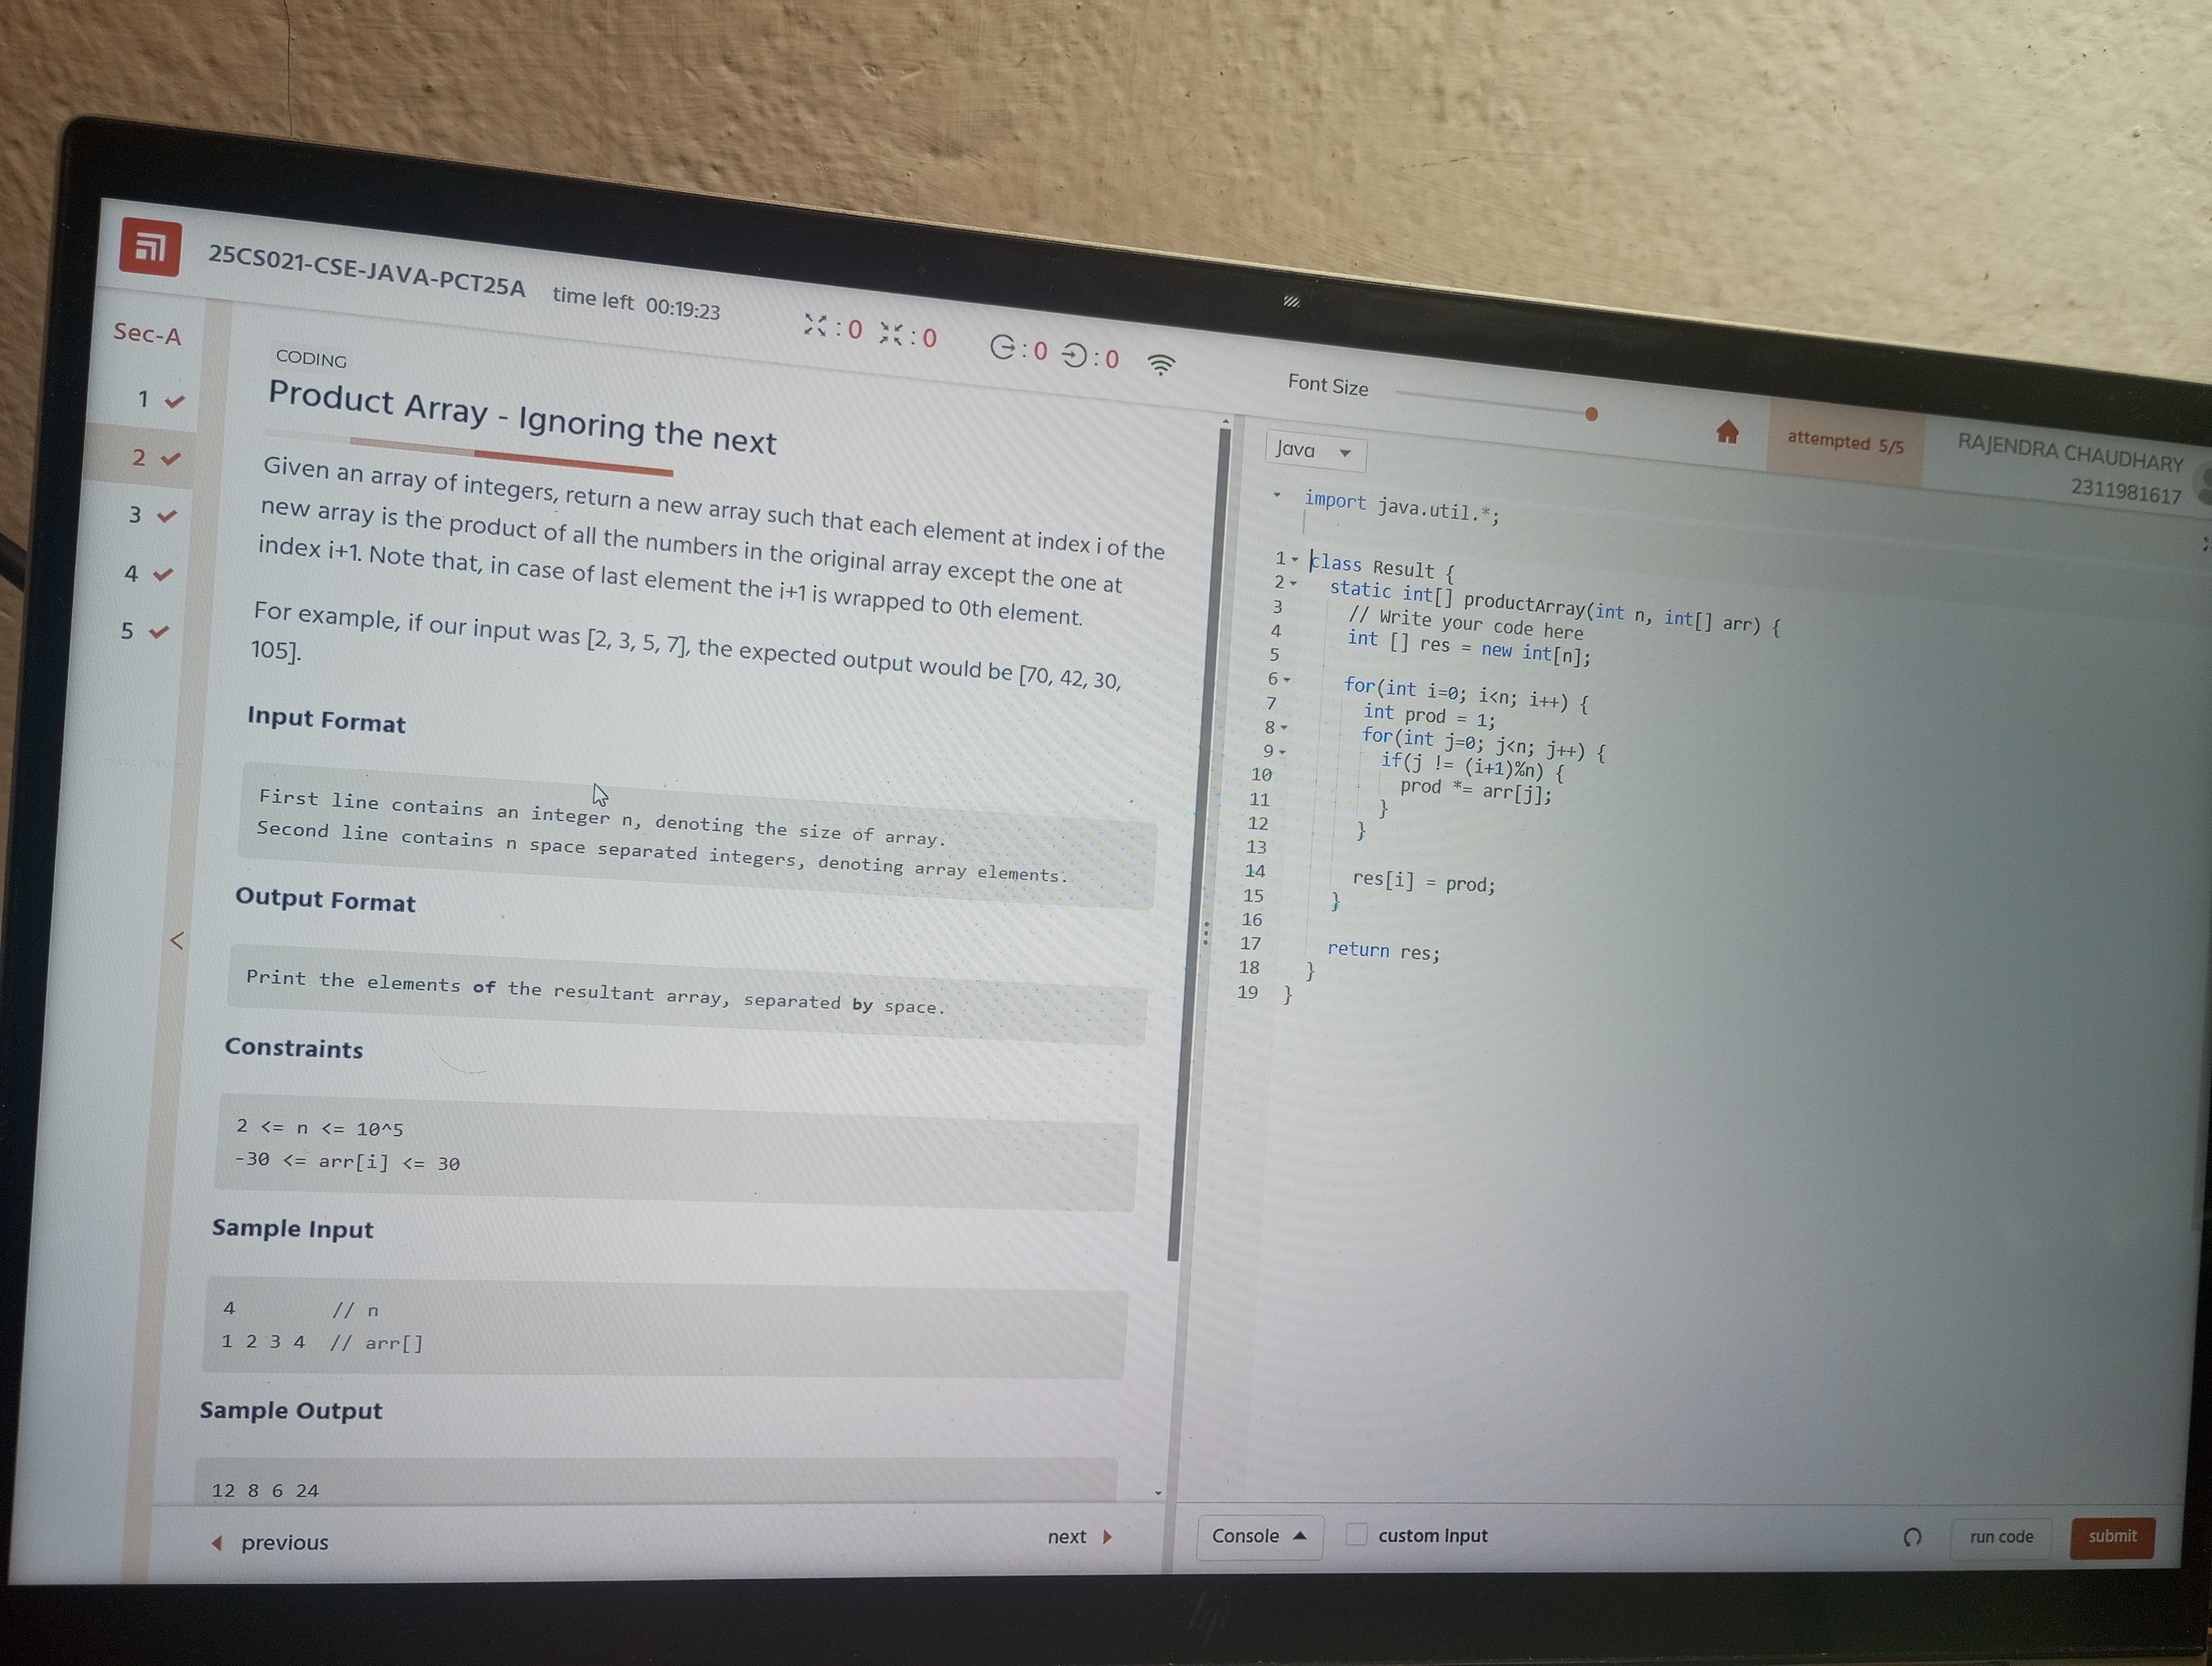 25CS021-CSE-JAVA-PCT25A time left 00:19:23
:0 :0 :0 :0
Font Size
attempted 5/5
RAJENDRA CHAUDHARY
2311981617
Sec-A
1
2
3
4
5
<
CODING
Product Array - Ignoring the next
Given an array of integers, return a new array such that each element at index i of the
new array is the product of all the numbers in the original array except the one at
index i+1. Note that, in case of last element the i+1 is wrapped to 0th element.
For example, if our input was [2, 3, 5, 7], the expected output would be [70, 42, 30,
105].
Input Format
First line contains an integer n, denoting the size of array.
Second line contains n space separated integers, denoting array elements.
Output Format
Print the elements of the resultant array, separated by space.
Constraints
2 <= n <= 10^5
-30 <= arr[i] <= 30
Sample Input
4 // n
1 2 3 4 // arr[]
Sample Output
12 8 6 24
previous
next
Java
import java.util.*;
1 class Result {
2 static int[] productArray(int n, int[] arr) {
3 // Write your code here
4 int [] res = new int[n];
5
6 for(int i=0; i<n; i++) {
7 int prod = 1;
8 for(int j=0; j<n; j++) {
9 if(j != (i+1)%n) {
10 prod *= arr[j];
11 }
12 }
13
14 res[i] = prod;
15 }
16
17 return res;
18 }
19 }
Console
custom Input
run code
submit
hp